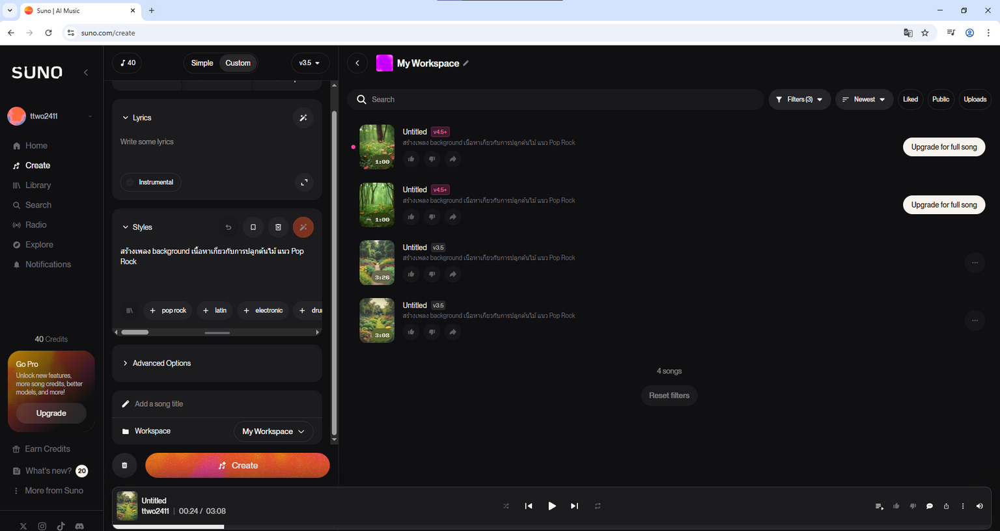 Suno | AI Music
suno.com/create
SUNO
ttwo2411
Home
Create
Library
Search
Radio
Explore
Notifications
40 Credits
Go Pro
Unlock new features,
more song credits, better
models, and more!
Upgrade
Earn Credits
What's new? 20
More from Suno
40
Simple
Custom
v3.5
Lyrics
Write some lyrics
Instrumental
Styles
สร้างเพลง background เนื้อหาเกี่ยวกับการปลูกต้นไม้ แนว Pop
Rock
pop rock
latin
electronic
Advanced Options
Add a song title
Workspace
My Workspace
Create
My Workspace
Search
Filters (3)
Newest
Liked
Public
Uploads
Untitled v4.5+
สร้างเพลง background เนื้อหาเกี่ยวกับการปลูกต้นไม้ แนว Pop Rock
1:00
Upgrade for full song
Untitled v4.5+
สร้างเพลง background เนื้อหาเกี่ยวกับการปลูกต้นไม้ แนว Pop Rock
1:00
Upgrade for full song
Untitled v3.5
สร้างเพลง background เนื้อหาเกี่ยวกับการปลูกต้นไม้ แนว Pop Rock
3:26
Untitled v3.5
สร้างเพลง background เนื้อหาเกี่ยวกับการปลูกต้นไม้ แนว Pop Rock
3:08
4 songs
Reset filters
Untitled
ttwo2411 | 00:24 / 03:08